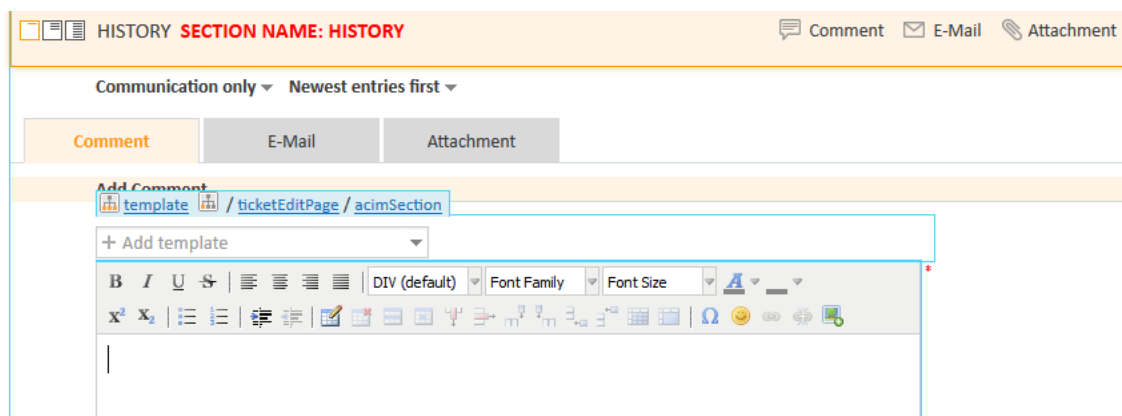 HISTORY SECTION NAME: HISTORY Comment E-Mail Attachment
Communication only Newest entries first
Comment E-Mail Attachment
Add Comment
template / ticketEditPage / acimSection
+ Add template
*
B I U S DIV (default) Font Family Font Size A
x² x₂ Ω